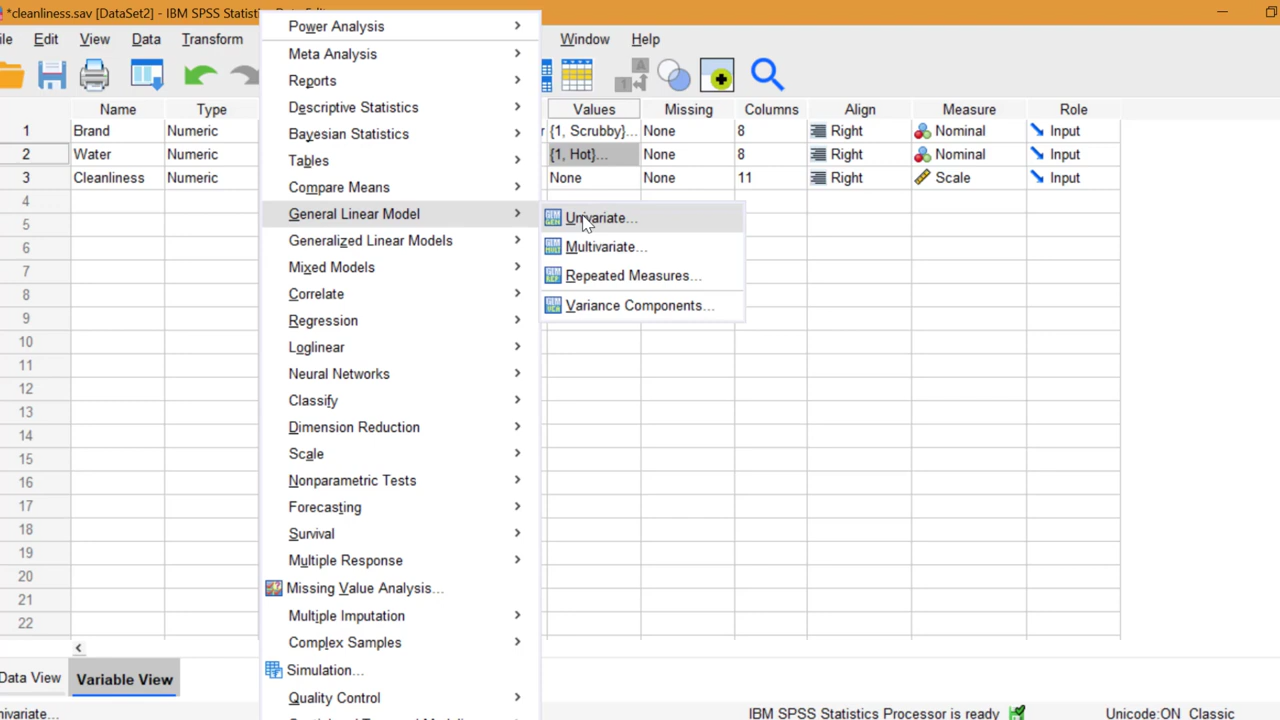 *cleanliness.sav [DataSet2] - IBM SPSS Statistics
Edit View Data Transform Window Help
Power Analysis
Meta Analysis
Reports
Descriptive Statistics
Bayesian Statistics
Tables
Compare Means
General Linear Model
Generalized Linear Models
Mixed Models
Correlate
Regression
Loglinear
Neural Networks
Classify
Dimension Reduction
Scale
Nonparametric Tests
Forecasting
Survival
Multiple Response
Missing Value Analysis...
Multiple Imputation
Complex Samples
Simulation...
Quality Control
Univariate...
Multivariate...
Repeated Measures...
Variance Components...
Name Type Values Missing Columns Align Measure Role
1 Brand Numeric {1, Scrubby}... None 8 Right Nominal Input
2 Water Numeric {1, Hot}... None 8 Right Nominal Input
3 Cleanliness Numeric None None 11 Right Scale Input
4
5
6
7
8
9
10
11
12
13
14
15
16
17
18
19
20
21
22
Data View Variable View
nivariate... IBM SPSS Statistics Processor is ready Unicode:ON Classic